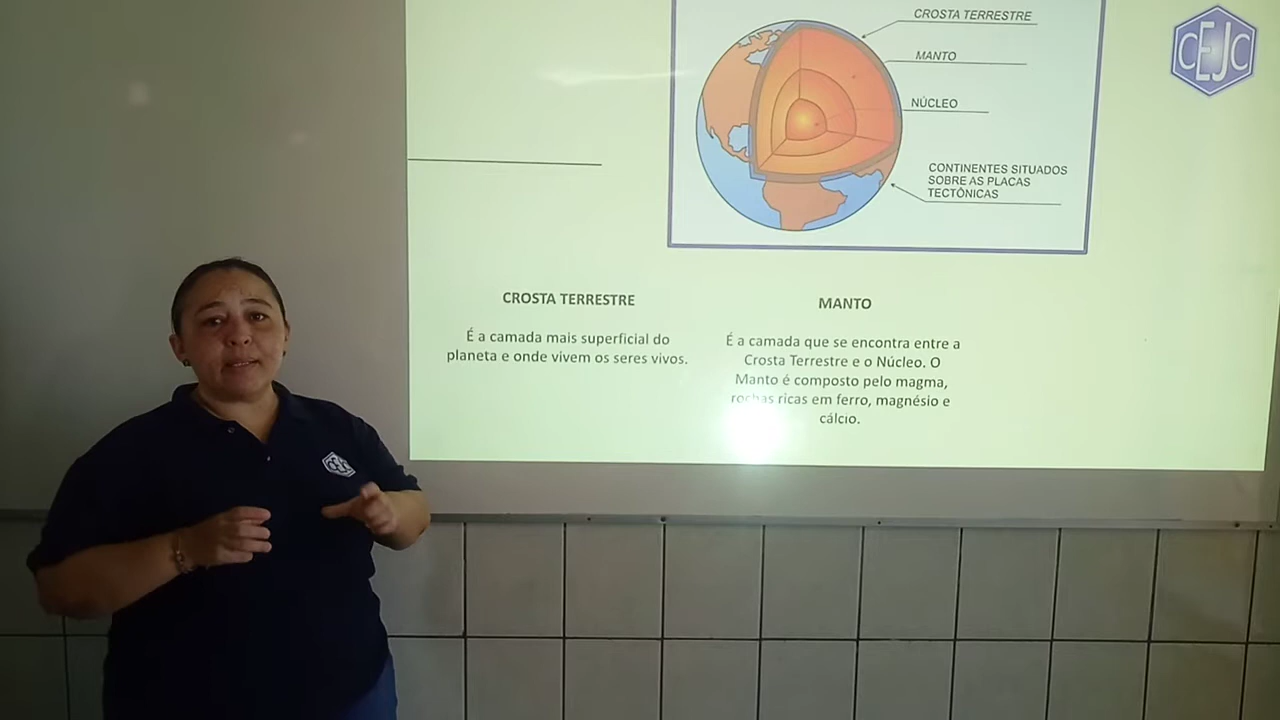 CROSTA TERRESTRE
MANTO
NÚCLEO
CONTINENTES SITUADOS
SOBRE AS PLACAS
TECTÔNICAS
CEJC
CROSTA TERRESTRE
É a camada mais superficial do
planeta e onde vivem os seres vivos.
MANTO
É a camada que se encontra entre a
Crosta Terrestre e o Núcleo. O
Manto é composto pelo magma,
rochas ricas em ferro, magnésio e
cálcio.
CEJC